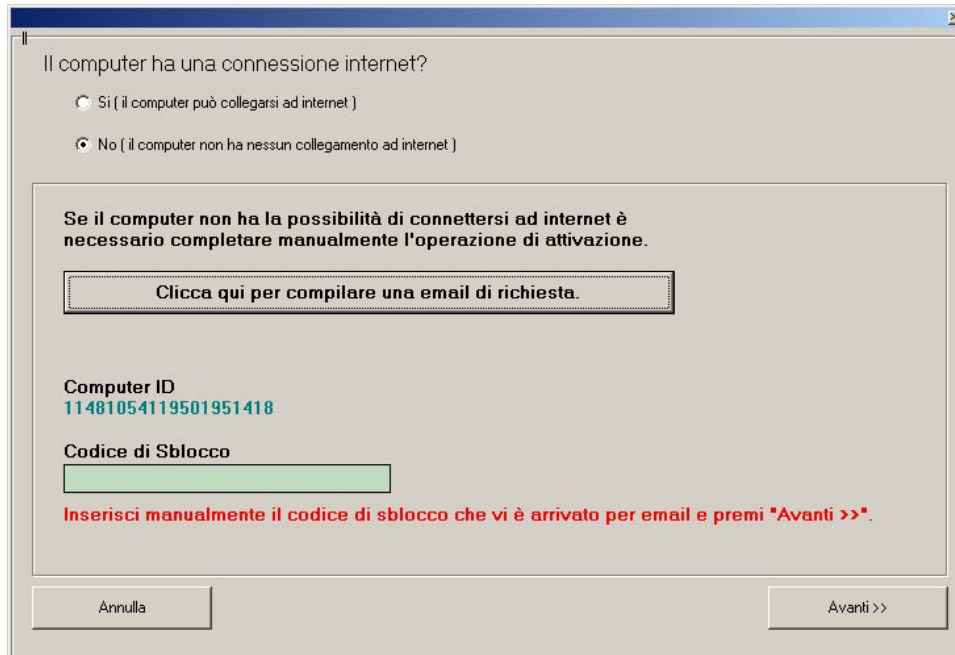 Il computer ha una connessione internet?
Si ( il computer può collegarsi ad internet )
No ( il computer non ha nessun collegamento ad internet )
Se il computer non ha la possibilità di connettersi ad internet è
necessario completare manualmente l'operazione di attivazione.
Clicca qui per compilare una email di richiesta.
Computer ID
11481054119501951418
Codice di Sblocco
Inserisci manualmente il codice di sblocco che vi è arrivato per email e premi "Avanti >>".
Annulla
Avanti >>